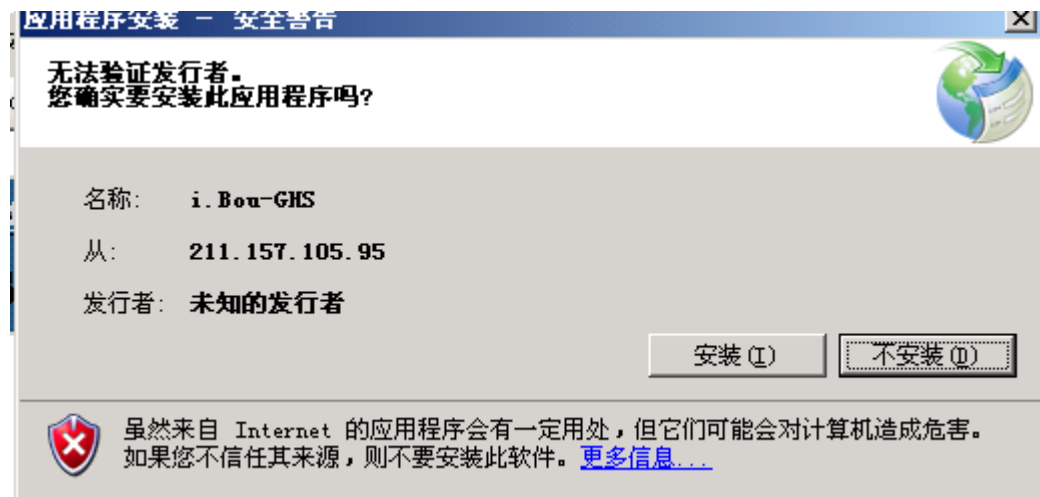 应用程序安装 - 安全警告
无法验证发行者。
您确实要安装此应用程序吗?
名称: i.Bou-GHS
从: 211.157.105.95
发行者: 未知的发行者
安装(I) 不安装(D)
虽然来自 Internet 的应用程序会有一定用处，但它们可能会对计算机造成危害。
如果您不信任其来源，则不要安装此软件。更多信息...